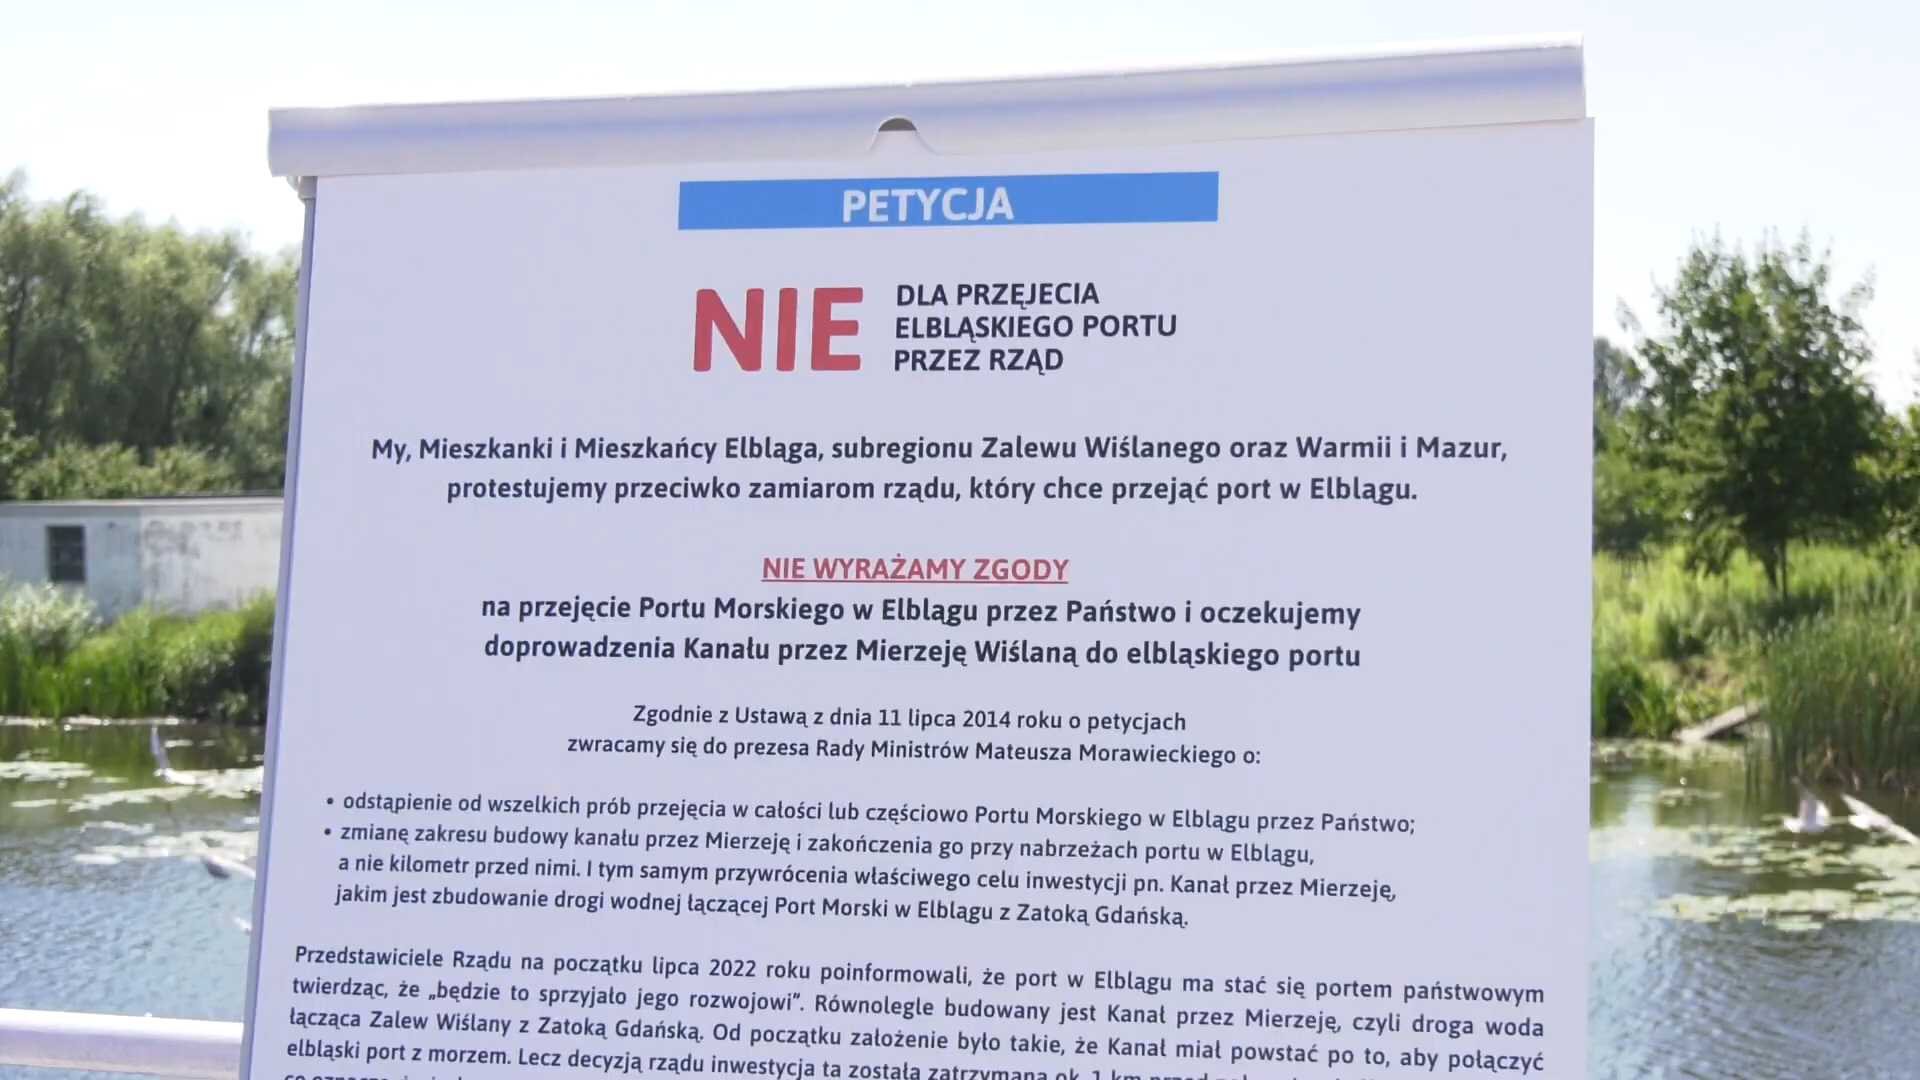 PETYCJA
NIE
DLA PRZĘJECIA
ELBLĄSKIEGO PORTU
PRZEZ RZĄD
My, Mieszkanki i Mieszkańcy Elbląga, subregionu Zalewu Wiślanego oraz Warmii i Mazur,
protestujemy przeciwko zamiarom rządu, który chce przejąć port w Elblągu.
NIE WYRAŻAMY ZGODY
na przejęcie Portu Morskiego w Elblągu przez Państwo i oczekujemy
doprowadzenia Kanału przez Mierzeję Wiślaną do elbląskiego portu
Zgodnie z Ustawą z dnia 11 lipca 2014 roku o petycjach
zwracamy się do prezesa Rady Ministrów Mateusza Morawieckiego o:
• odstąpienie od wszelkich prób przejęcia w całości lub częściowo Portu Morskiego w Elblągu przez Państwo;
• zmianę zakresu budowy kanału przez Mierzeję i zakończenia go przy nabrzeżach portu w Elblągu,
a nie kilometr przed nimi. I tym samym przywrócenia właściwego celu inwestycji pn. Kanał przez Mierzeję,
jakim jest zbudowanie drogi wodnej łączącej Port Morski w Elblągu z Zatoką Gdańską.
Przedstawiciele Rządu na początku lipca 2022 roku poinformowali, że port w Elblągu ma stać się portem państwowym
twierdząc, że „będzie to sprzyjało jego rozwojowi”. Równolegle budowany jest Kanał przez Mierzeję, czyli droga woda
łącząca Zalew Wiślany z Zatoką Gdańską. Od początku założenie było takie, że Kanał miał powstać po to, aby połączyć
elbląski port z morzem. Lecz decyzją rządu inwestycja ta została zatrzymana ok. 1 km przed